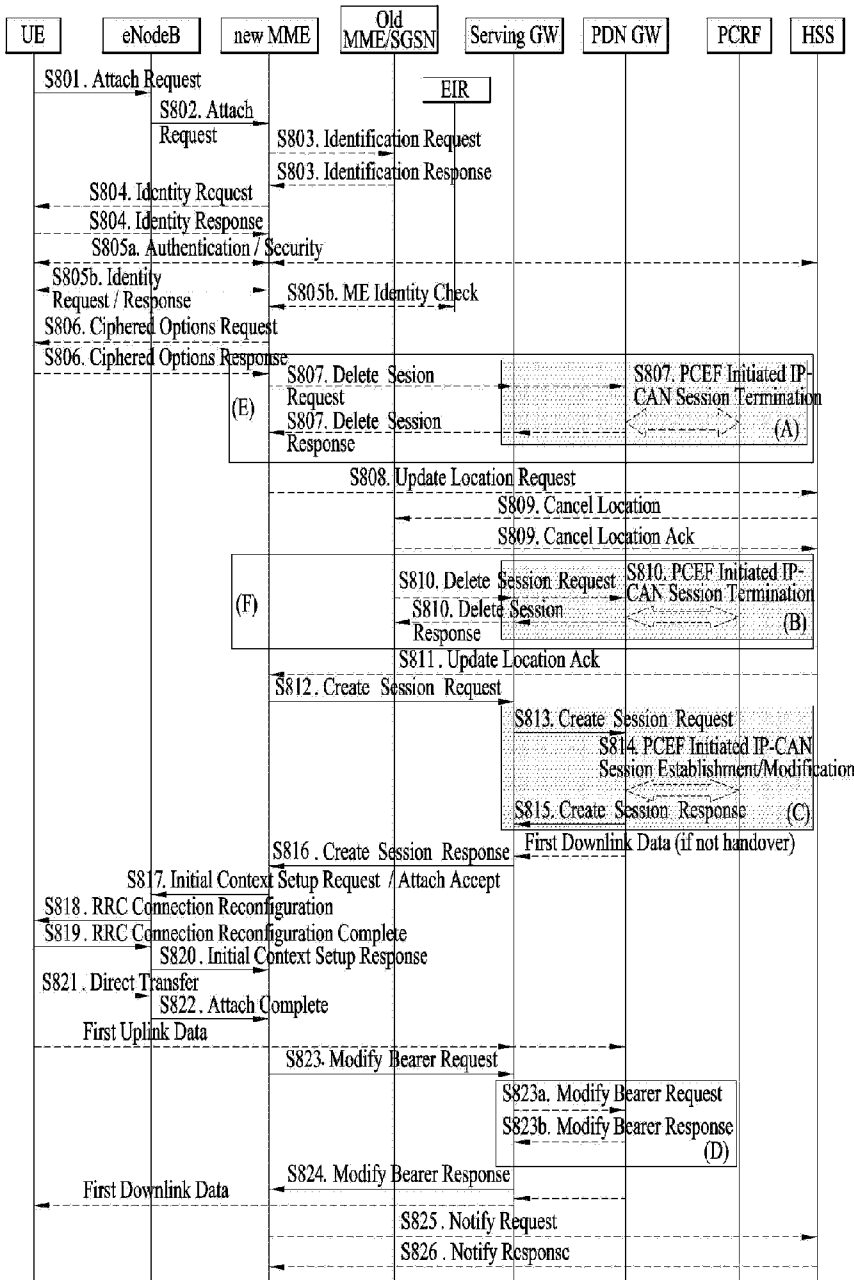 UE
eNodeB
new MME
Old
MME/SGSN
Serving GW
PDN GW
PCRF
HSS
EIR
S801. Attach Request
S802. Attach
Request
S803. Identification Request
S803. Identification Response
S804. Identity Request
S804. Identity Response
S805a. Authentication / Security
S805b. Identity
Request / Response
S805b. ME Identity Check
S806. Ciphered Options Request
S806. Ciphered Options Response
(E)
S807. Delete Sesion
Request
S807. PCEF Initiated IP-
CAN Session Termination
S807. Delete Session
Response
(A)
S808. Update Location Request
S809. Cancel Location
S809. Cancel Location Ack
(F)
S810. Delete Session Request
S810. PCEF Initiated IP-
CAN Session Termination
S810. Delete Session
Response
(B)
S811. Update Location Ack
S812. Create Session Request
S813. Create Session Request
S814. PCEF Initiated IP-CAN
Session Establishment/Modification
S815. Create Session Response
(C)
First Downlink Data (if not handover)
S816. Create Session Response
S817. Initial Context Setup Request / Attach Accept
S818. RRC Connection Reconfiguration
S819. RRC Connection Reconfiguration Complete
S820. Initial Context Setup Response
S821. Direct Transfer
S822. Attach Complete
First Uplink Data
S823. Modify Bearer Request
S823a. Modify Bearer Request
S823b. Modify Bearer Response
(D)
S824. Modify Bearer Response
First Downlink Data
S825. Notify Request
S826. Notify Response